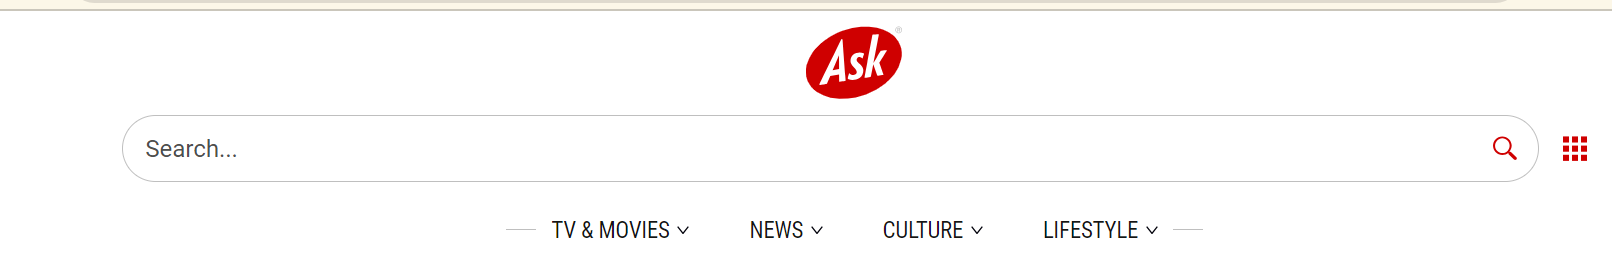 Ask®
Search...
TV & MOVIES NEWS CULTURE LIFESTYLE